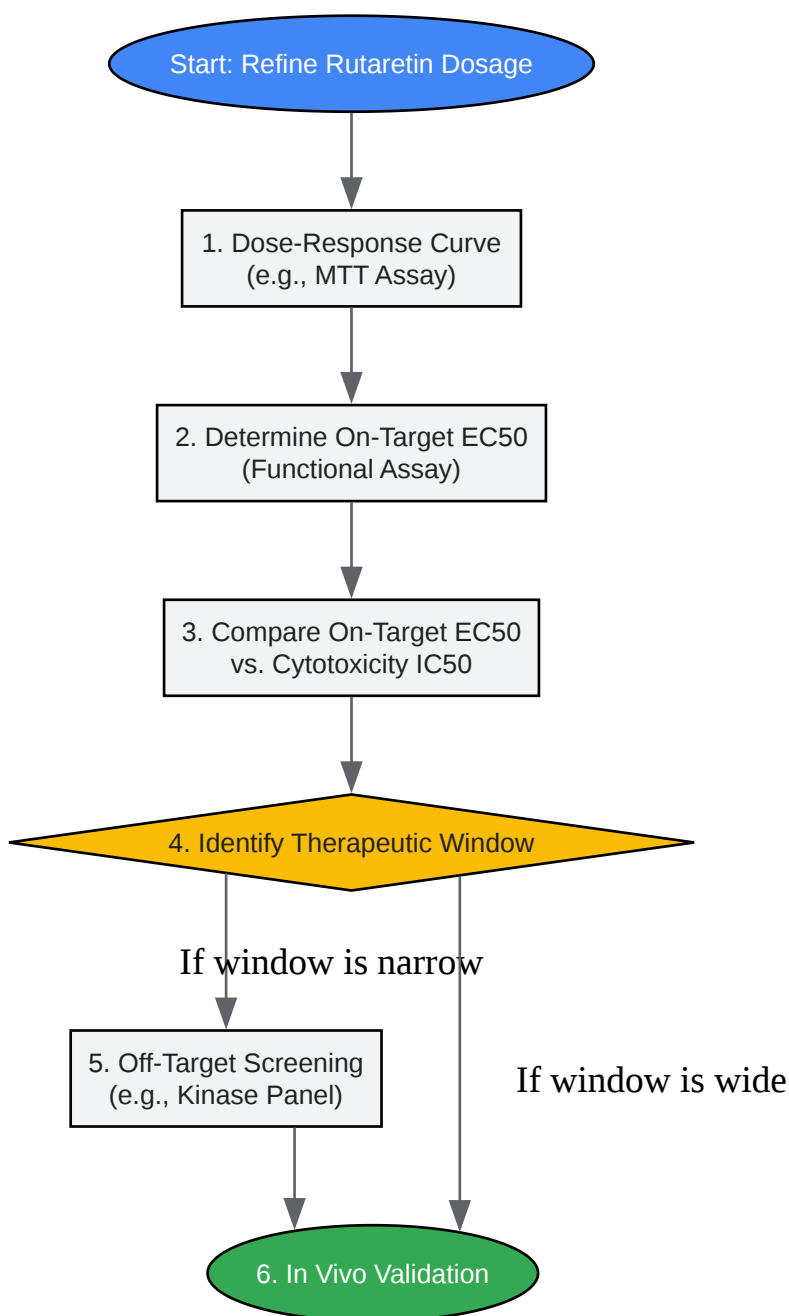 Start: Refine Rutaretin Dosage
1. Dose-Response Curve
(e.g., MTT Assay)
2. Determine On-Target EC50
(Functional Assay)
3. Compare On-Target EC50
vs. Cytotoxicity IC50
4. Identify Therapeutic Window
If window is narrow
5. Off-Target Screening
(e.g., Kinase Panel)
If window is wide
6. In Vivo Validation